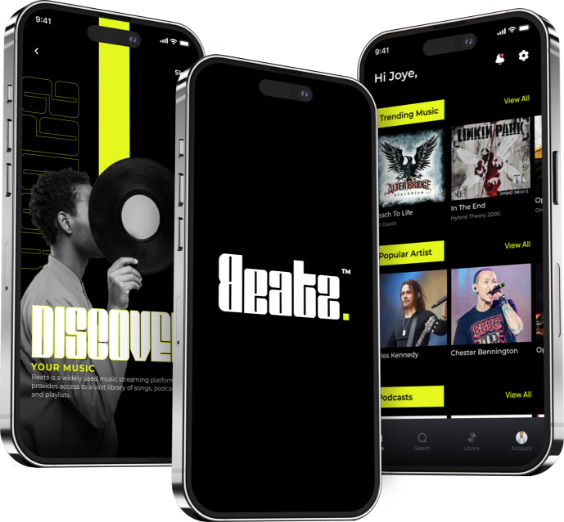 9:41
DISCOVE
YOUR MUSIC
Beats is a widely used music streaming platform
provides access to a vast library of songs, podca
and playlists.
Beatz.™
9:41
Hi Joye,
Trending Music
View All
ALTER BRIDGE
BLACKBIRD
LINKIN PARK
eath To Life
In The End
Hybrid Theory 2000
Popular Artist
View All
les Kennedy
Chester Bennington
Podcasts
View All
Search
Library
Account